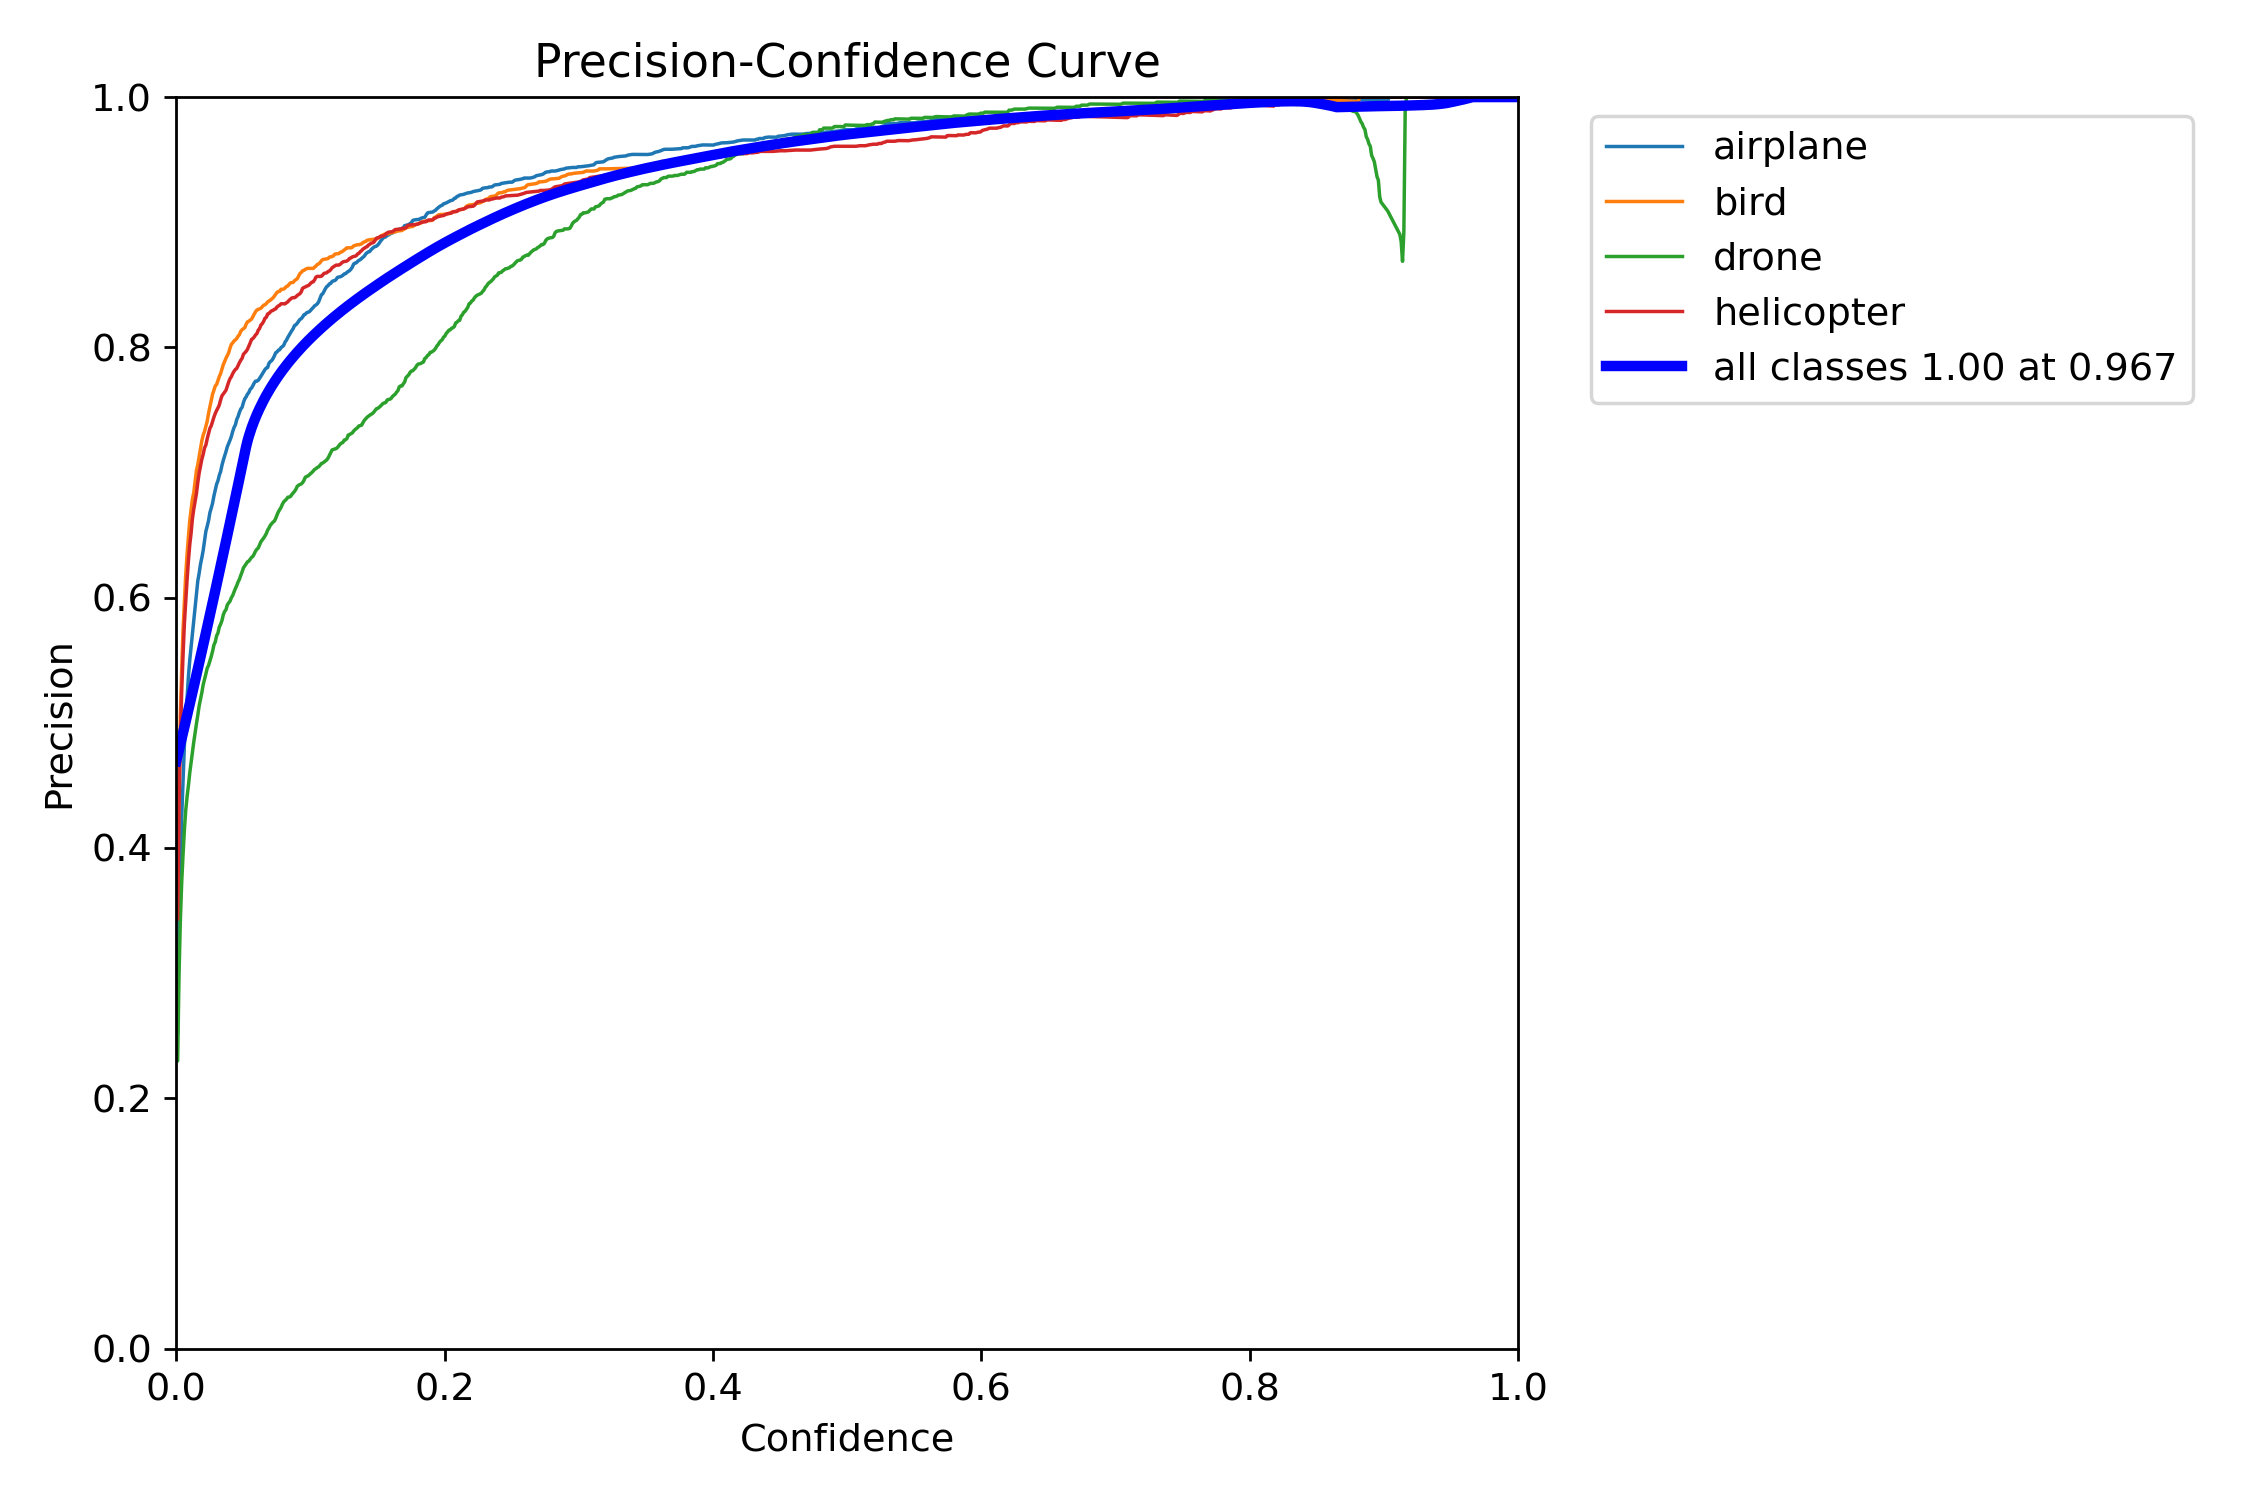 Precision-Confidence Curve
1.0
0.8
0.6
0.4
0.2
0.0
Precision
0.0 0.2 0.4 0.6 0.8 1.0
Confidence
airplane
bird
drone
helicopter
all classes 1.00 at 0.967